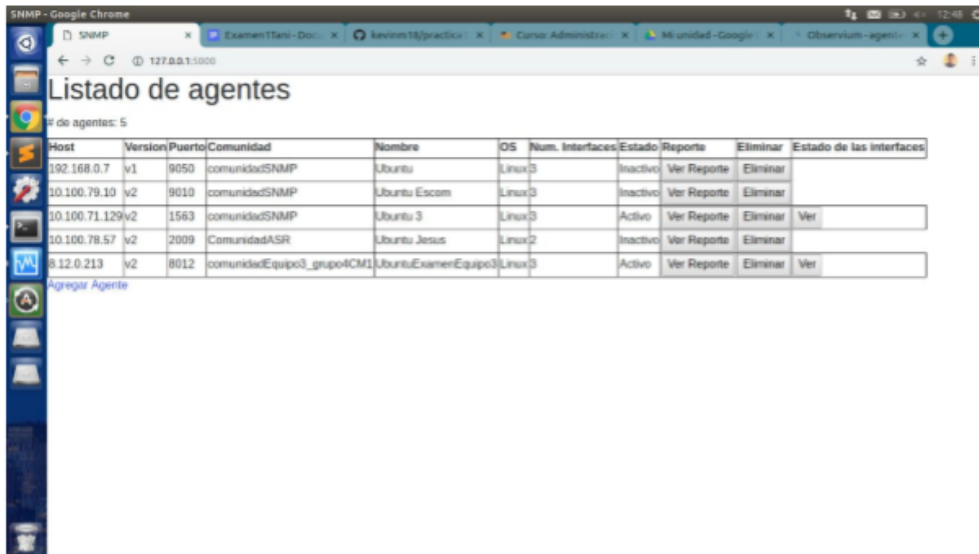 SNMP - Google Chrome 12:48
SNMP Examen1Tani - Doc Curso: Administraci Mi unidad - Google Observium - agente
127.0.0.1:5000
Listado de agentes
# de agentes: 5
Host Version Puerto Comunidad Nombre OS Num. Interfaces Estado Reporte Eliminar Estado de las interfaces
192.168.0.7 v1 9050 comunidadSNMP Ubuntu Linux 3 Inactivo Ver Reporte Eliminar
10.100.79.10 v2 9010 comunidadSNMP Ubuntu Escom Linux 3 Inactivo Ver Reporte Eliminar
10.100.71.129 v2 1563 comunidadSNMP Ubuntu 3 Linux 3 Activo Ver Reporte Eliminar Ver
10.100.78.57 v2 2009 ComunidadASR Ubuntu Jesus Linux 2 Inactivo Ver Reporte Eliminar
8.12.0.213 v2 8012 comunidadEquipo3_grupo4CM1 UbuntuExamenEquipo3 Linux 3 Activo Ver Reporte Eliminar Ver
Agregar Agente